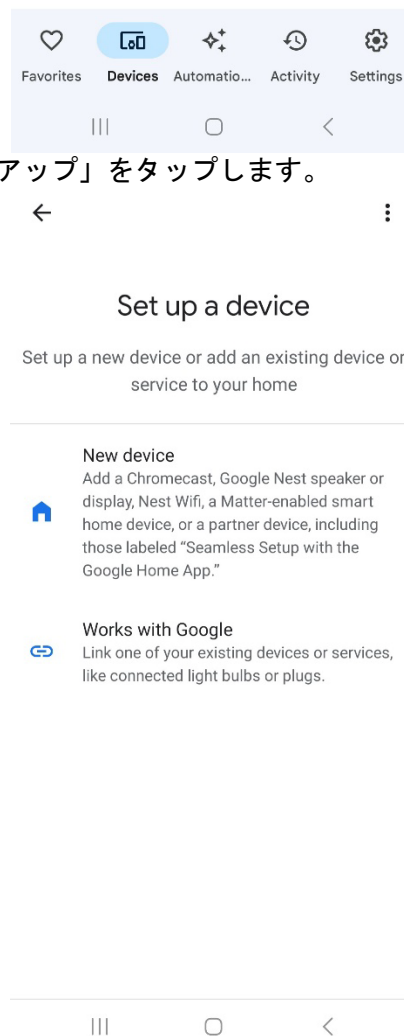 Favorites Devices Automatio... Activity Settings
アップ」をタップします。
Set up a device
Set up a new device or add an existing device or
service to your home
New device
Add a Chromecast, Google Nest speaker or
display, Nest Wifi, a Matter-enabled smart
home device, or a partner device, including
those labeled “Seamless Setup with the
Google Home App.”
Works with Google
Link one of your existing devices or services,
like connected light bulbs or plugs.